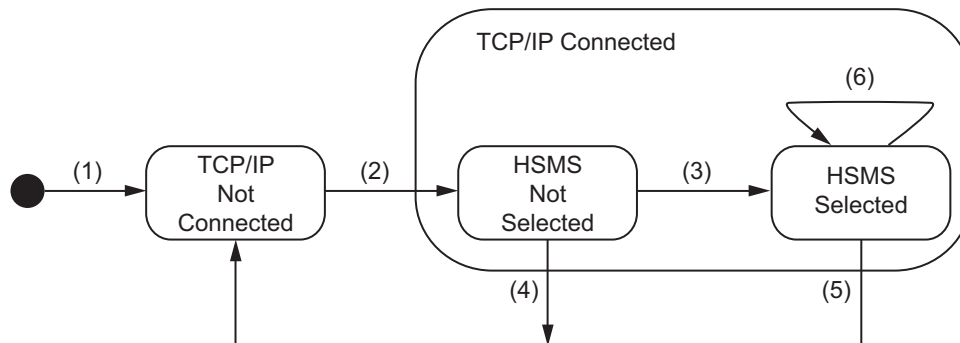 TCP/IP Connected
(6)
(1)
TCP/IP
Not
Connected
(2)
HSMS
Not
Selected
(3)
HSMS
Selected
(4)
(5)